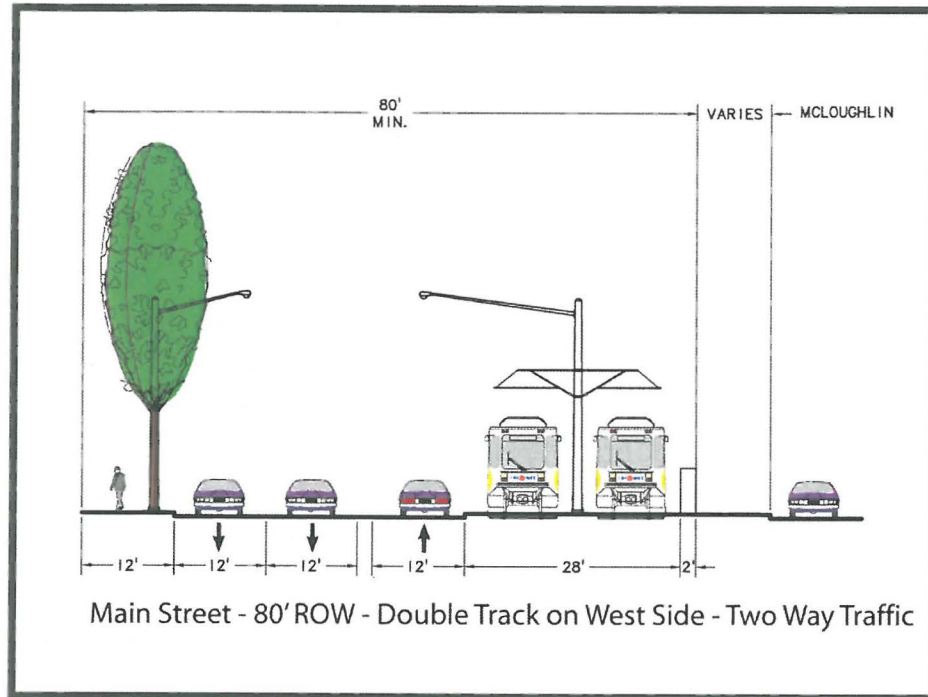 80'
MIN.
VARIES
MCLOUGHLIN
12'
12'
12'
12'
28'
2'
Main Street - 80' ROW - Double Track on West Side - Two Way Traffic